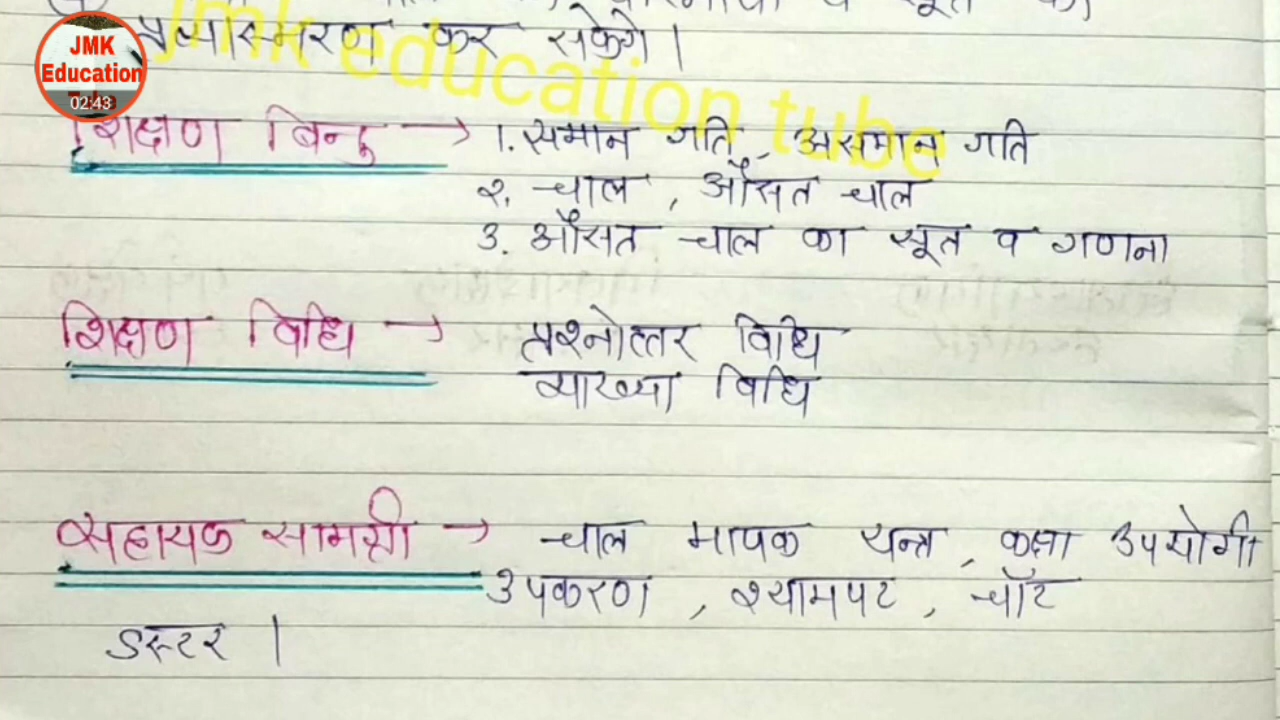 प्रत्यास्मरण कर सकेगे।
शिक्षण बिन्दु → 1. समान गति, असमान गति
२. चाल , औसत चाल
3. औसत चाल का सूत्र व गणना
शिक्षण विधि → प्रश्नोत्तर विधि
व्याख्या विधि
सहायक सामग्री → चाल मापक यन्त्र, कक्षा उपयोगी
उपकरण , श्यामपट , चॉट
डस्टर।
JMK
Education
02:43
Jmk education tube